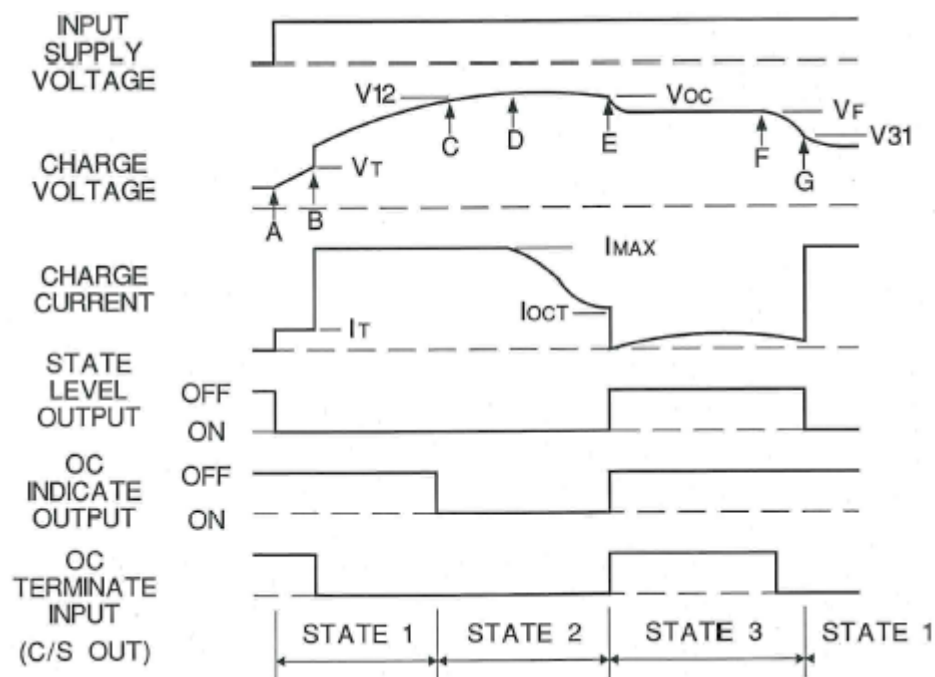 INPUT
SUPPLY
VOLTAGE
V12
VOC
VF
V31
C
D
E
F
G
CHARGE
VOLTAGE
VT
A
B
CHARGE
CURRENT
IMAX
IOCT
IT
STATE
LEVEL
OUTPUT
OFF
ON
OC
INDICATE
OUTPUT
OFF
ON
OC
TERMINATE
INPUT
(C/S OUT)
STATE 1
STATE 2
STATE 3
STATE 1